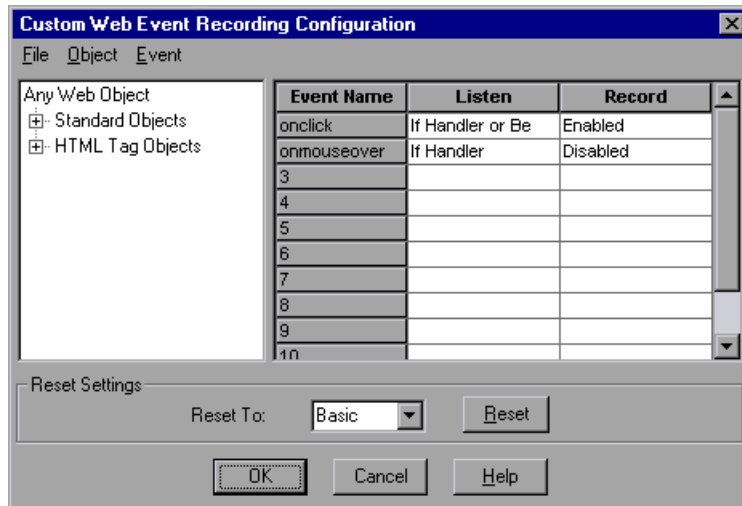 Custom Web Event Recording Configuration
File Object Event
Any Web Object
Standard Objects
HTML Tag Objects
Event Name Listen Record
onclick If Handler or Be Enabled
onmouseover If Handler Disabled
3
4
5
6
7
8
9
10
Reset Settings
Reset To: Basic Reset
OK Cancel Help